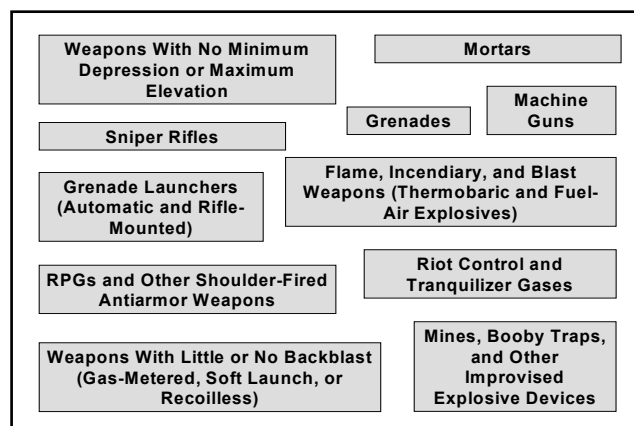 Weapons With No Minimum
Depression or Maximum
Elevation
Mortars
Grenades
Machine
Guns
Sniper Rifles
Grenade Launchers
(Automatic and Rifle-
Mounted)
Flame, Incendiary, and Blast
Weapons (Thermobaric and Fuel-
Air Explosives)
RPGs and Other Shoulder-Fired
Antiarmor Weapons
Riot Control and
Tranquilizer Gases
Weapons With Little or No Backblast
(Gas-Metered, Soft Launch, or
Recoilless)
Mines, Booby Traps,
and Other
Improvised
Explosive Devices